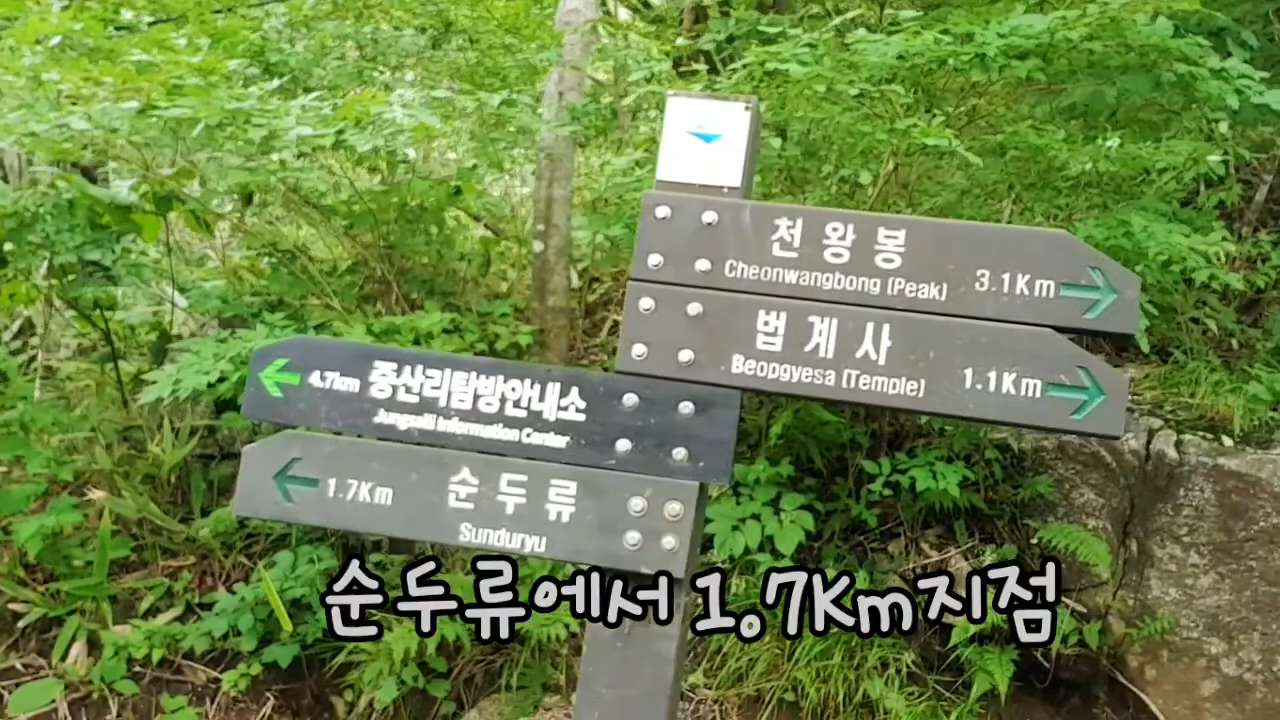 천왕봉
Cheonwangbong (Peak) 3.1Km
법계사
Beopgyesa (Temple) 1.1Km
4.7km 중산리탐방안내소
Jungsalli Information Center
1.7Km 순두류
Sunduryu
순두류에서 1.7Km지점